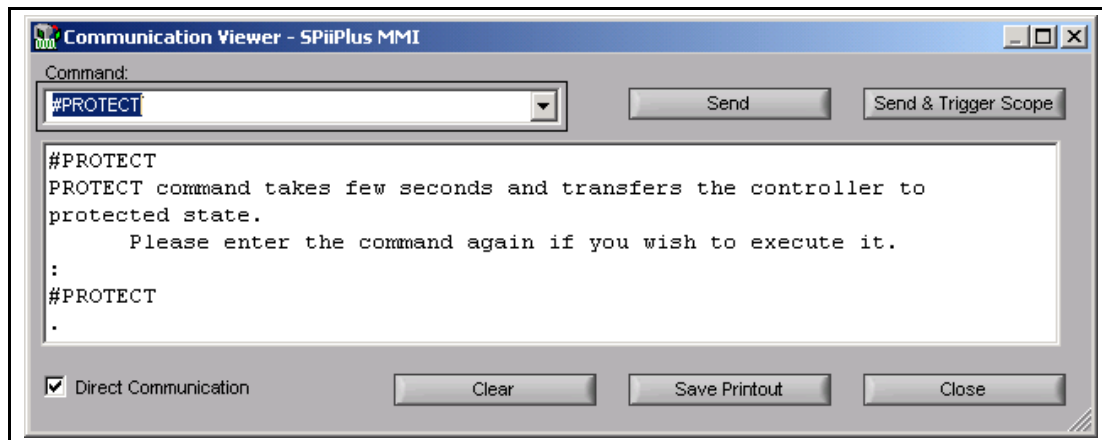 Communication Viewer - SPiiPlus MMI
Command:
#PROTECT
Send
Send & Trigger Scope
#PROTECT
PROTECT command takes few seconds and transfers the controller to
protected state.
Please enter the command again if you wish to execute it.
:
#PROTECT
.
Direct Communication
Clear
Save Printout
Close